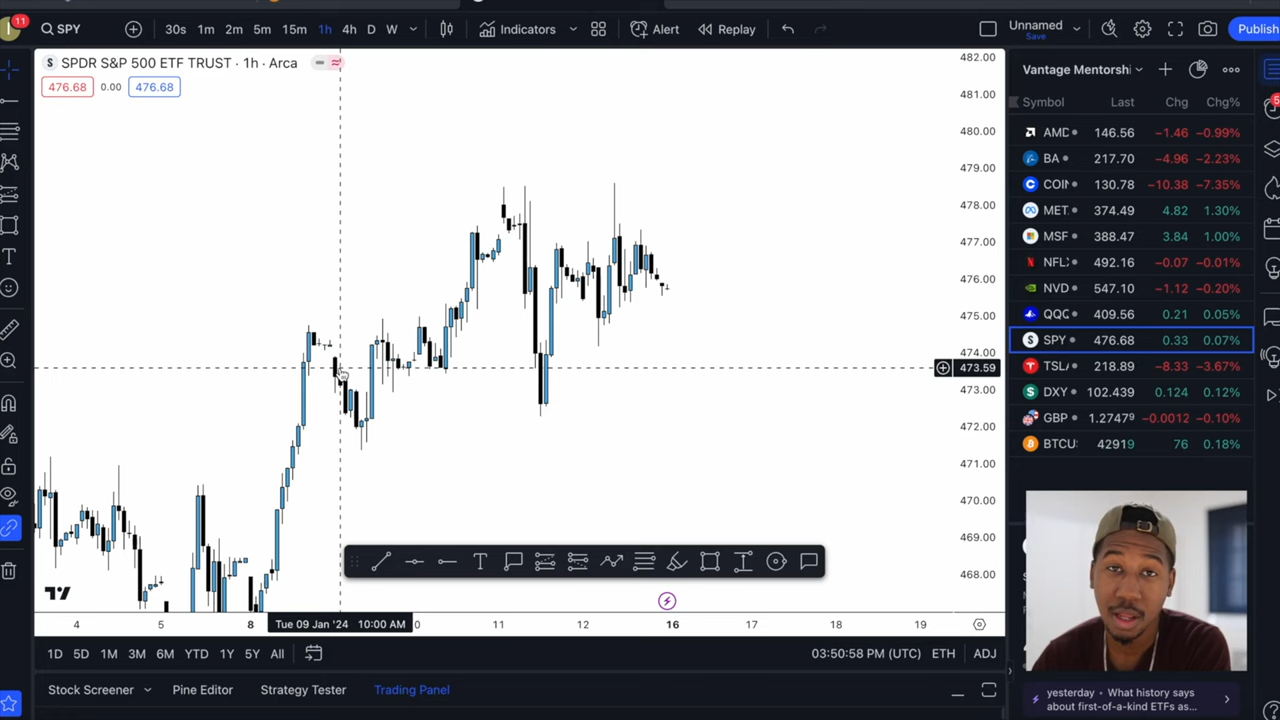 11
SPY
30s 1m 2m 5m 15m 1h 4h D W
Indicators
Alert
Replay
Unnamed
Save
Publish
SPDR S&P 500 ETF TRUST · 1h · Arca
476.68 0.00 476.68
482.00
481.00
480.00
479.00
478.00
477.00
476.00
475.00
474.00
473.59
473.00
472.00
471.00
470.00
469.00
468.00
4 5 8 Tue 09 Jan '24 10:00 AM 0 11 12 16 17 18 19
1D 5D 1M 3M 6M YTD 1Y 5Y All
03:50:58 PM (UTC) ETH ADJ
Stock Screener Pine Editor Strategy Tester Trading Panel
Vantage Mentorshi
Symbol Last Chg Chg%
AMD 146.56 −1.46 −0.99%
BA 217.70 −4.96 −2.23%
COIN 130.78 −10.38 −7.35%
MET 374.49 4.82 1.30%
MSF 388.47 3.84 1.00%
NFL 492.16 −0.07 −0.01%
NVD 547.10 −1.12 −0.20%
QQQ 409.56 0.21 0.05%
SPY 476.68 0.33 0.07%
TSL 218.89 −8.33 −3.67%
DXY 102.439 0.124 0.12%
GBP 1.27479 −0.0012 −0.10%
BTCU 42919 76 0.18%
yesterday • What history says
about first-of-a-kind ETFs as...